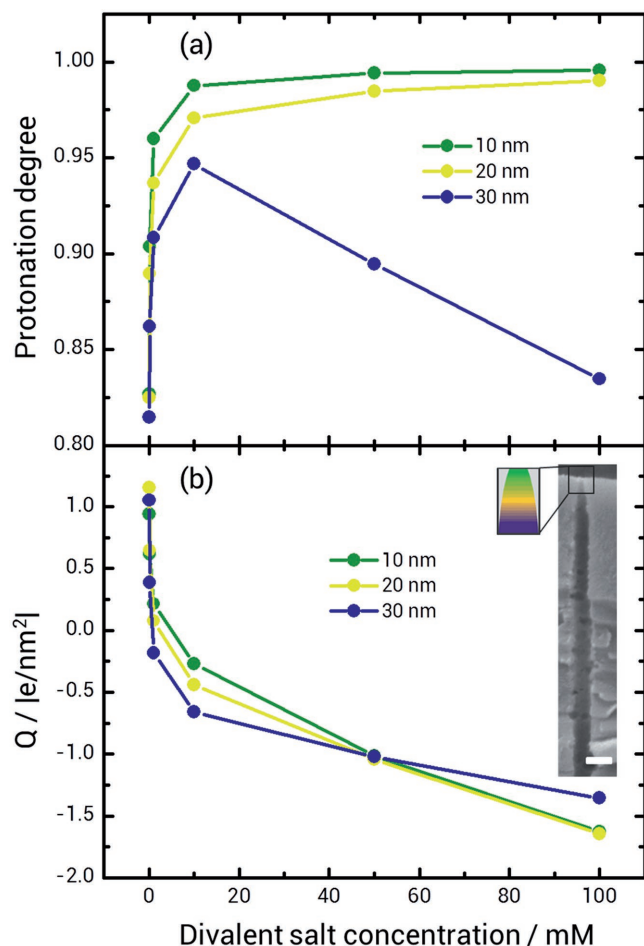 (a)
1.00
0.95
0.90
0.85
0.80
Protonation degree
10 nm
20 nm
30 nm
(b)
1.0
0.5
0.0
-0.5
-1.0
-1.5
-2.0
Q / |e/nm²|
10 nm
20 nm
30 nm
0 20 40 60 80 100
Divalent salt concentration / mM